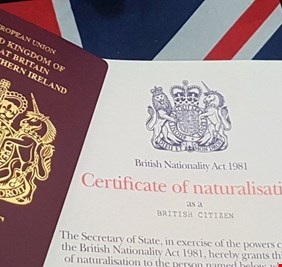 EUROPEAN UNION
KINGDOM OF
GREAT BRITAIN
NORTHERN IRELAND
DROIT
British Nationality Act 1981
Certificate of naturalisati
as a
BRITISH CITIZEN
The Secretary of State, in exercise of the powers c
the British Nationality Act 1981, hereby grants th
of naturalisation to the person named below